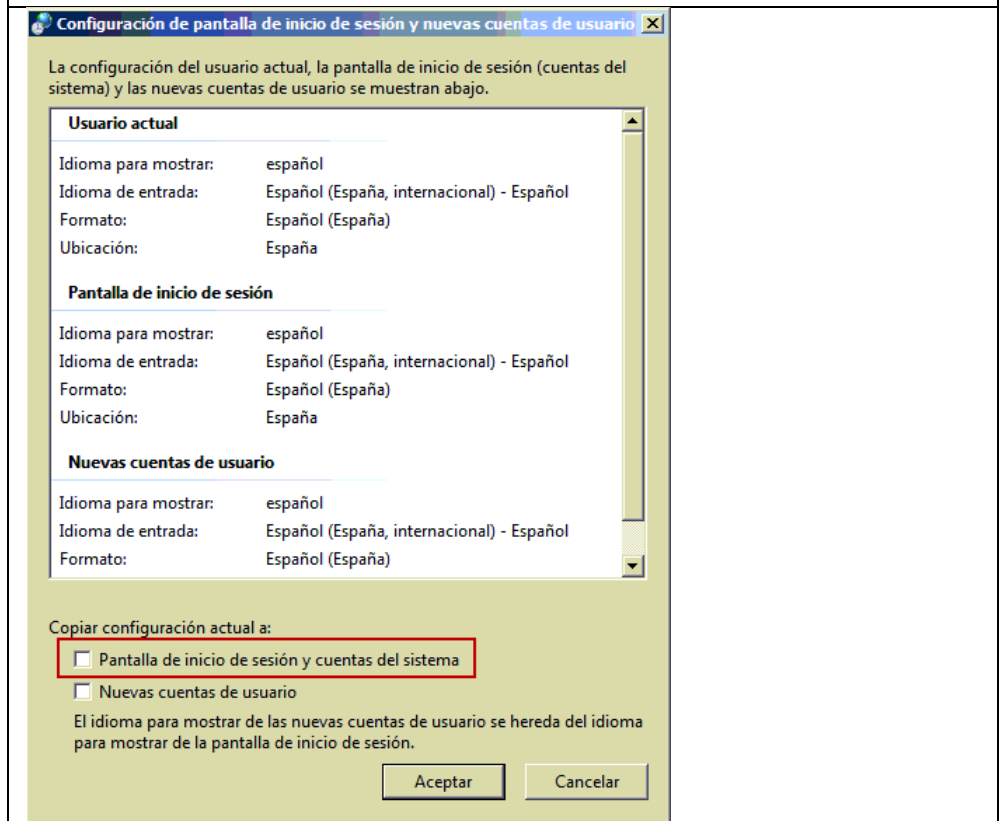 Configuración de pantalla de inicio de sesión y nuevas cuentas de usuario
La configuración del usuario actual, la pantalla de inicio de sesión (cuentas del
sistema) y las nuevas cuentas de usuario se muestran abajo.
Usuario actual
Idioma para mostrar: español
Idioma de entrada: Español (España, internacional) - Español
Formato: Español (España)
Ubicación: España
Pantalla de inicio de sesión
Idioma para mostrar: español
Idioma de entrada: Español (España, internacional) - Español
Formato: Español (España)
Ubicación: España
Nuevas cuentas de usuario
Idioma para mostrar: español
Idioma de entrada: Español (España, internacional) - Español
Formato: Español (España)
Copiar configuración actual a:
Pantalla de inicio de sesión y cuentas del sistema
Nuevas cuentas de usuario
El idioma para mostrar de las nuevas cuentas de usuario se hereda del idioma
para mostrar de la pantalla de inicio de sesión.
Aceptar Cancelar